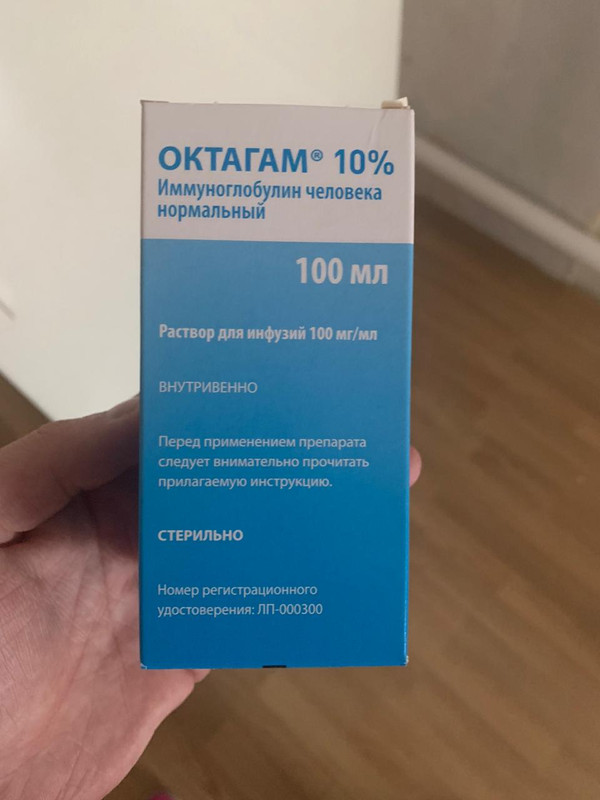 ОКТАГАМ® 10%
Иммуноглобулин человека
нормальный
100 мл
Раствор для инфузий 100 мг/мл
ВНУТРИВЕННО
Перед применением препарата
следует внимательно прочитать
прилагаемую инструкцию.
СТЕРИЛЬНО
Номер регистрационного
удостоверения: ЛП-000300